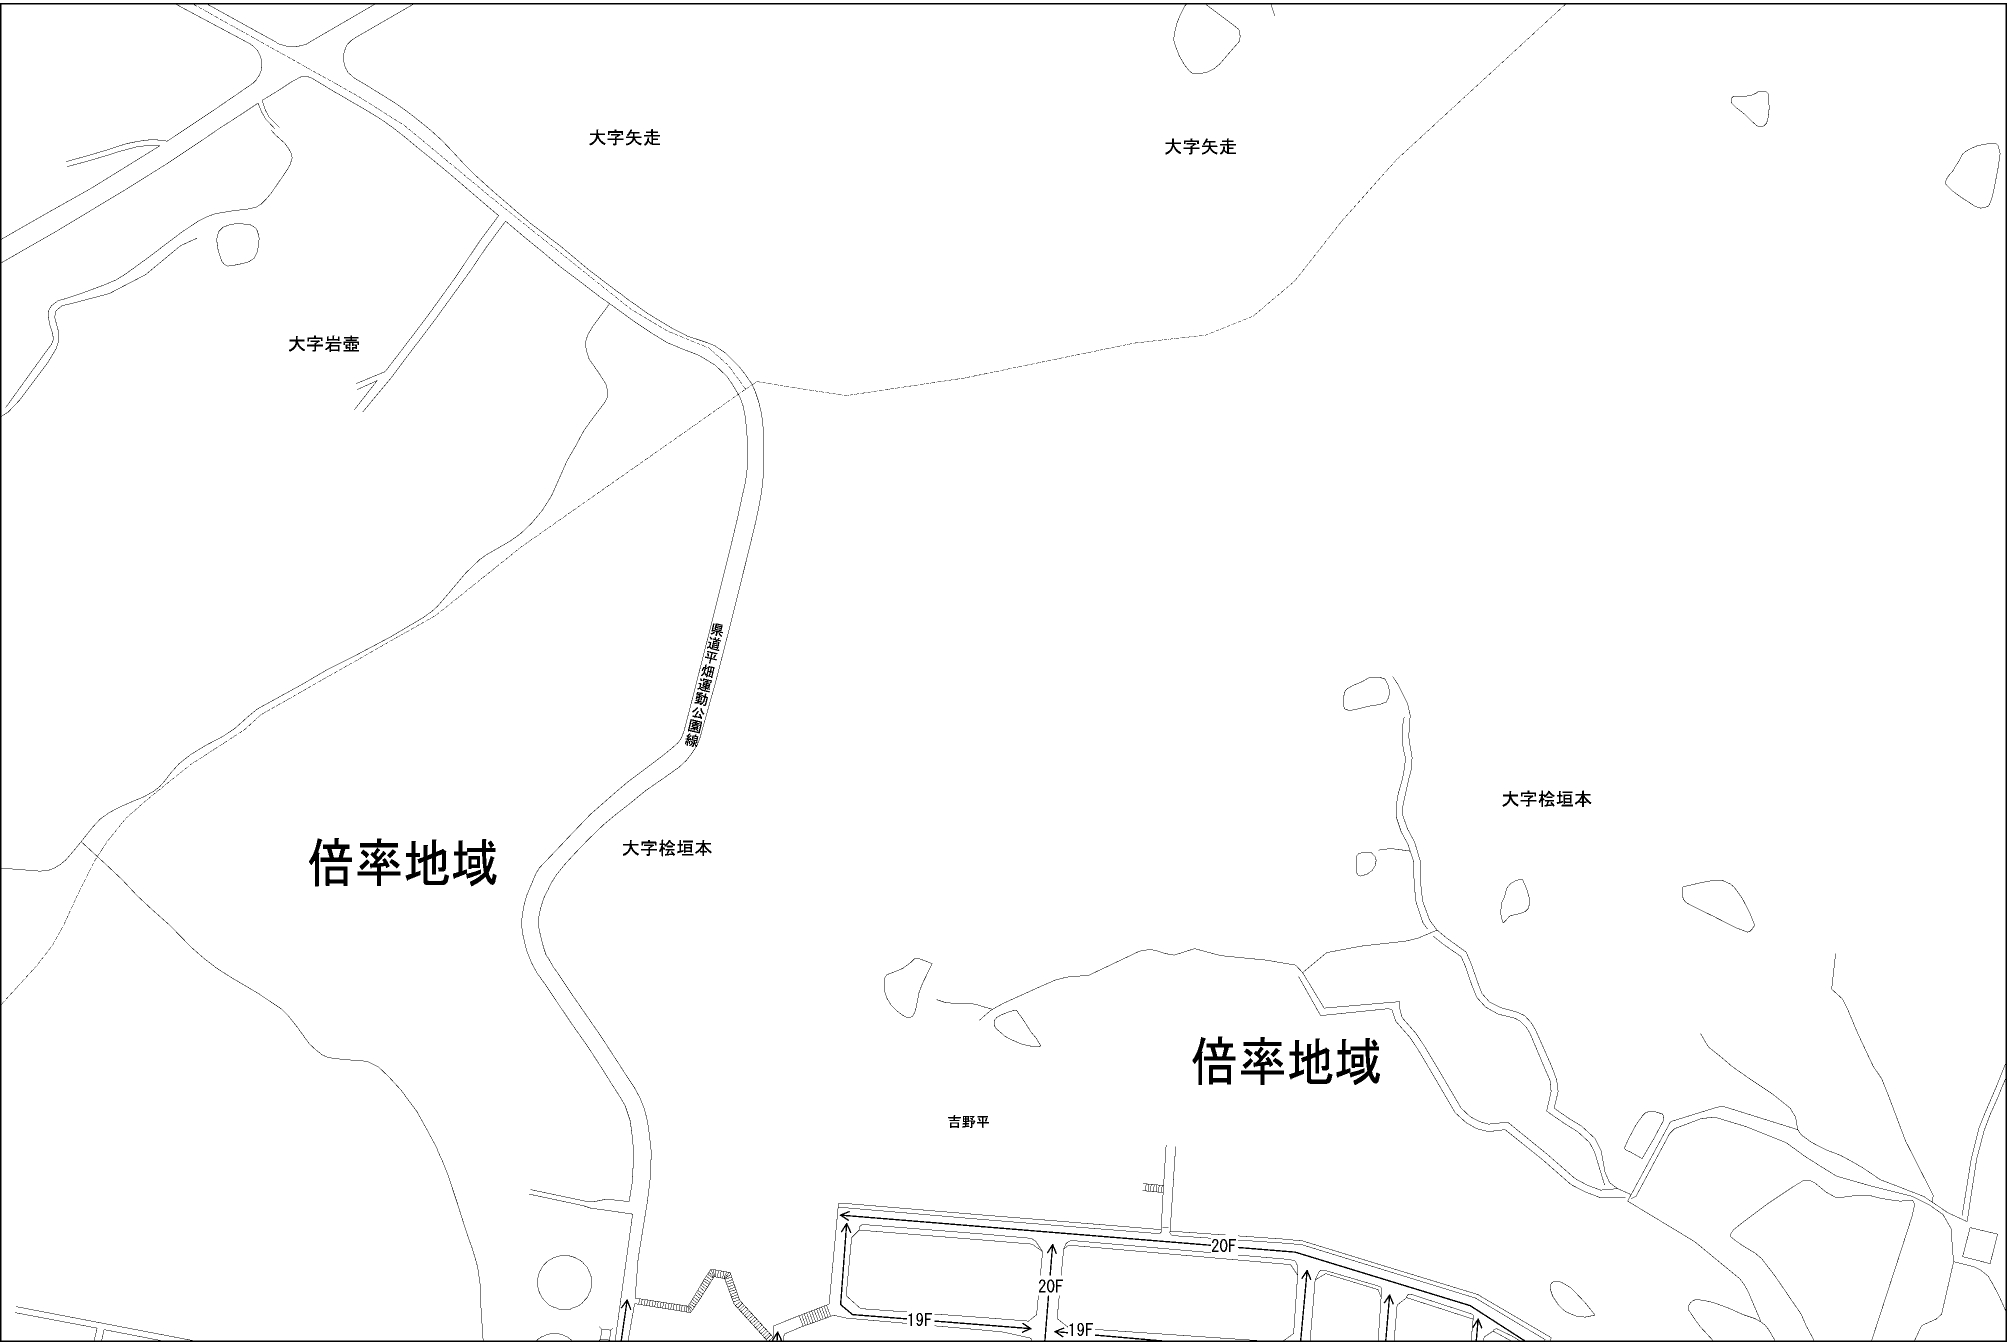 大字矢走
大字矢走
大字岩壺
県道平畑運動公園線
大字桧垣本
大字桧垣本
倍率地域
倍率地域
吉野平
20F
20F
19F
19F